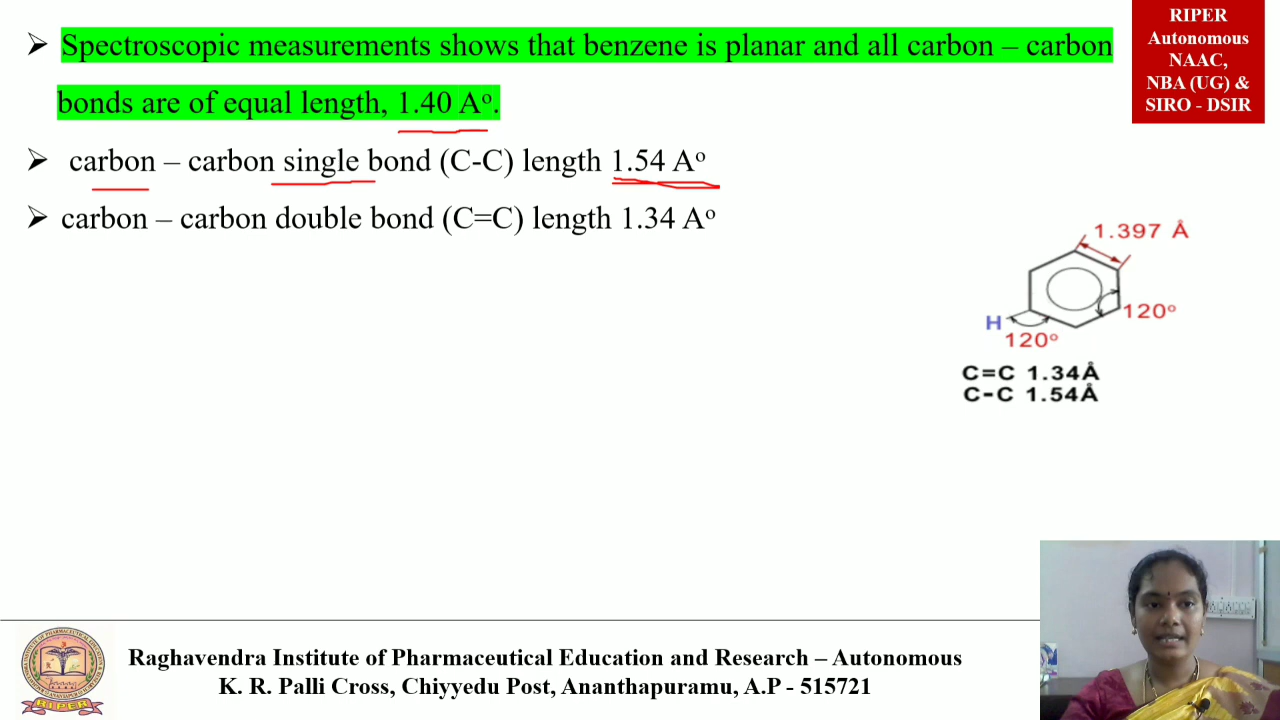 ➢ Spectroscopic measurements shows that benzene is planar and all carbon – carbon
bonds are of equal length, 1.40 Aᵒ.
➢ carbon – carbon single bond (C-C) length 1.54 Aᵒ
➢ carbon – carbon double bond (C=C) length 1.34 Aᵒ
RIPER
Autonomous
NAAC,
NBA (UG) &
SIRO - DSIR
1.397 Å
120ᵒ
H
120ᵒ
C=C 1.34Å
C-C 1.54Å
RIPER
Raghavendra Institute of Pharmaceutical Education and Research – Autonomous
K. R. Palli Cross, Chiyyedu Post, Ananthapuramu, A.P - 515721